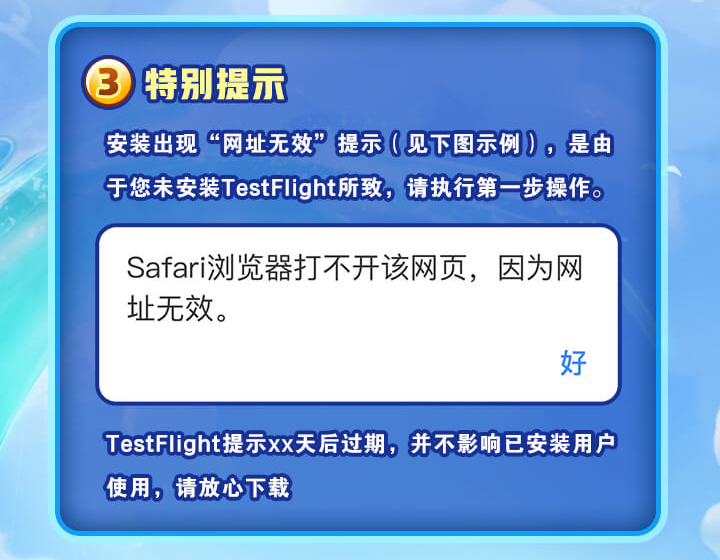 3 特别提示
安装出现“网址无效”提示（见下图示例），是由
于您未安装TestFlight所致，请执行第一步操作。
Safari浏览器打不开该网页，因为网
址无效。
好
TestFlight提示xx天后过期，并不影响已安装用户
使用，请放心下载